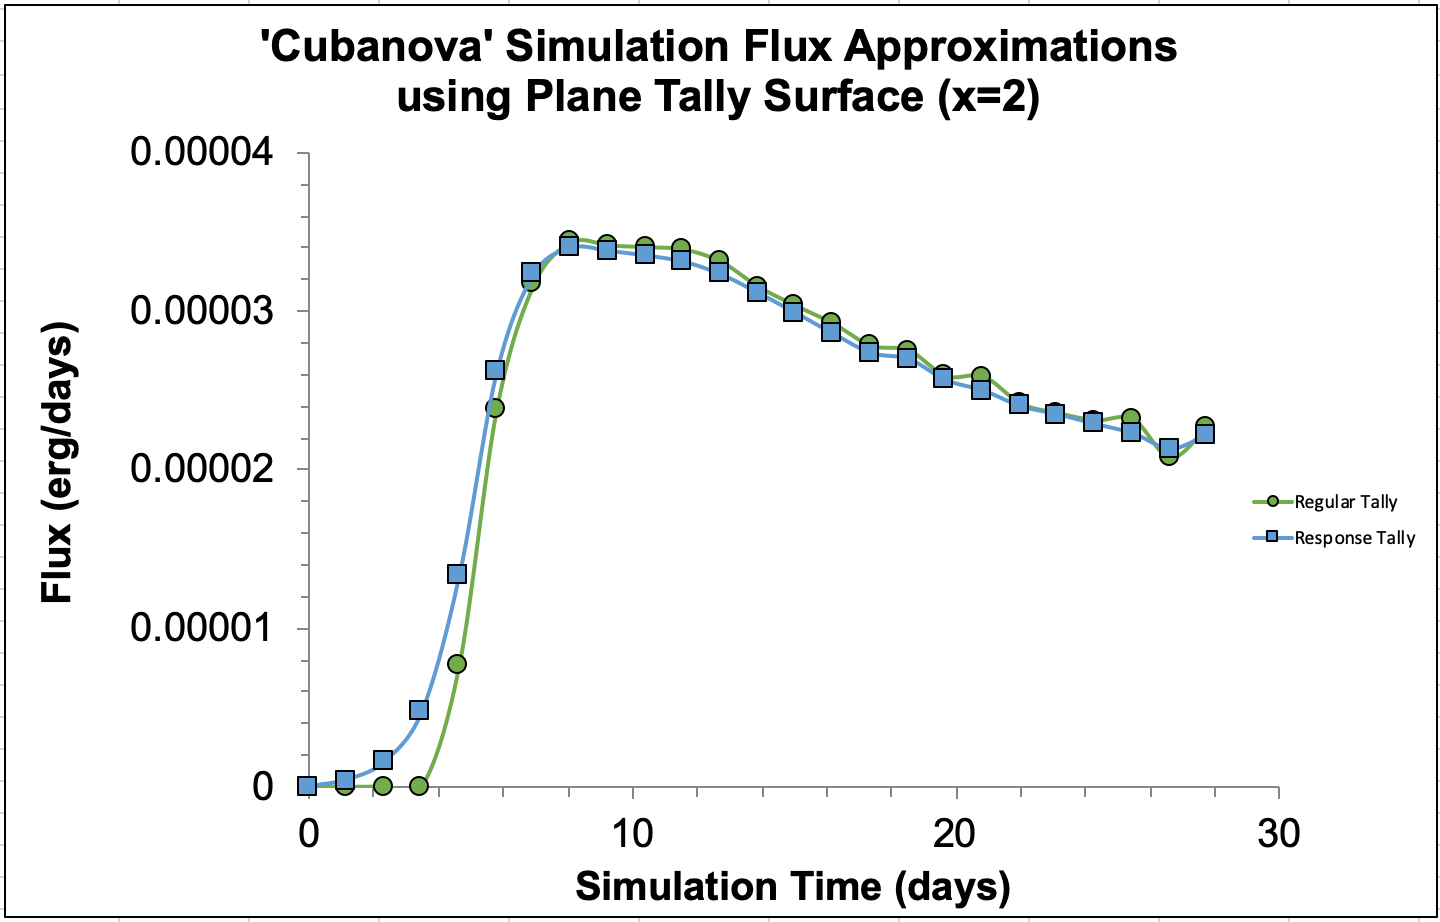 'Cubanova' Simulation Flux Approximations
using Plane Tally Surface (x=2)
0.00004
0.00003
0.00002
0.00001
0
Flux (erg/days)
Regular Tally
Response Tally
0 10 20 30
Simulation Time (days)